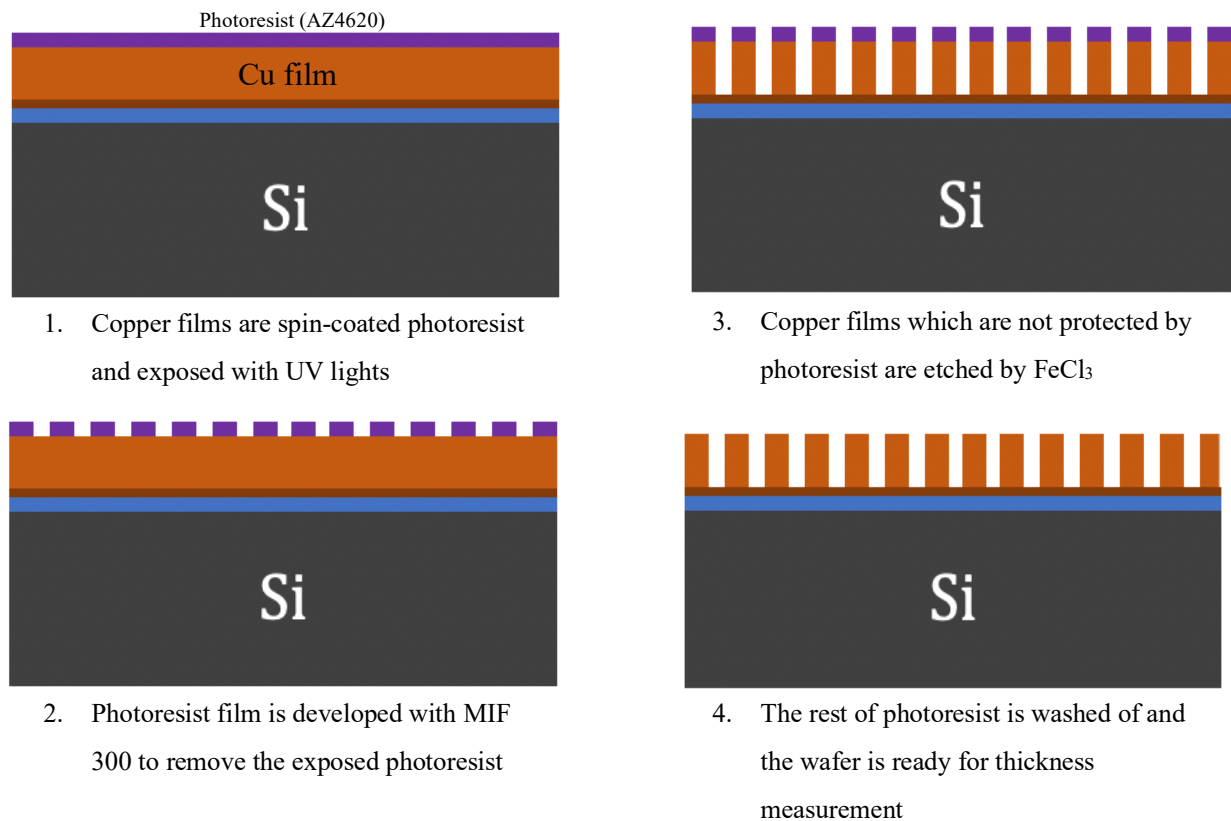 Photoresist (AZ4620)
Cu film
Si
1. Copper films are spin-coated photoresist
and exposed with UV lights
Si
2. Photoresist film is developed with MIF
300 to remove the exposed photoresist
Si
3. Copper films which are not protected by
photoresist are etched by FeCl₃
Si
4. The rest of photoresist is washed of and
the wafer is ready for thickness
measurement